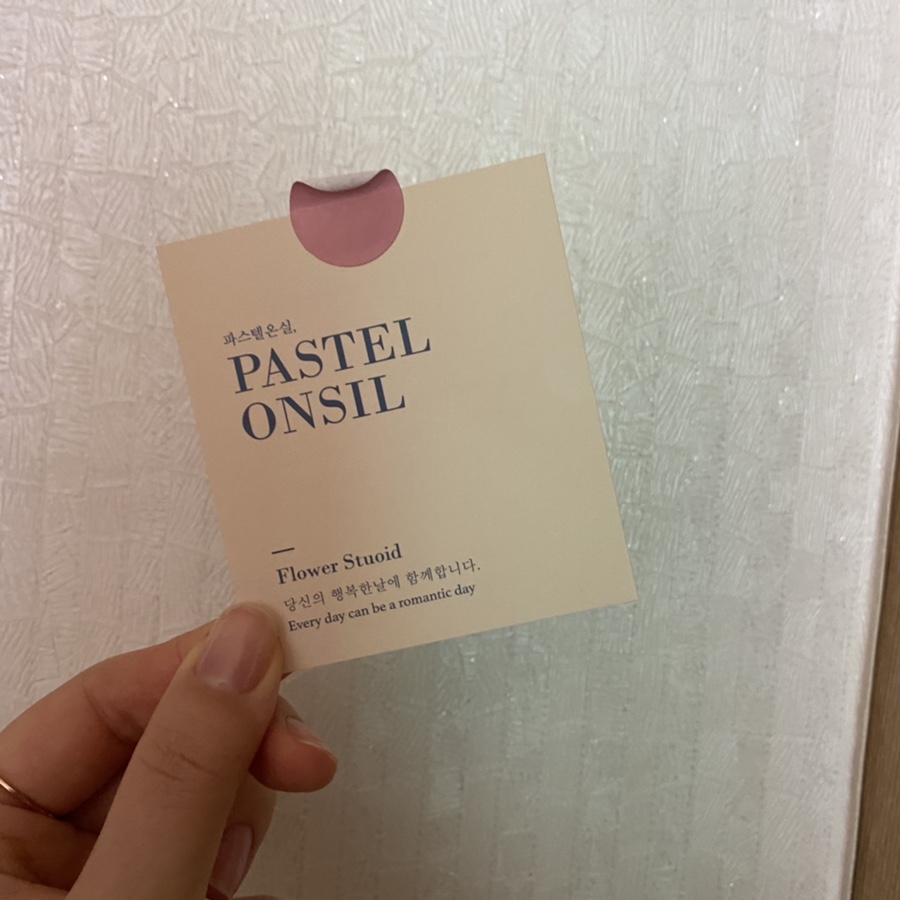 파스텔온실,
PASTEL
ONSIL
Flower Stuoid
당신의 행복한날에 함께합니다.
Every day can be a romantic day